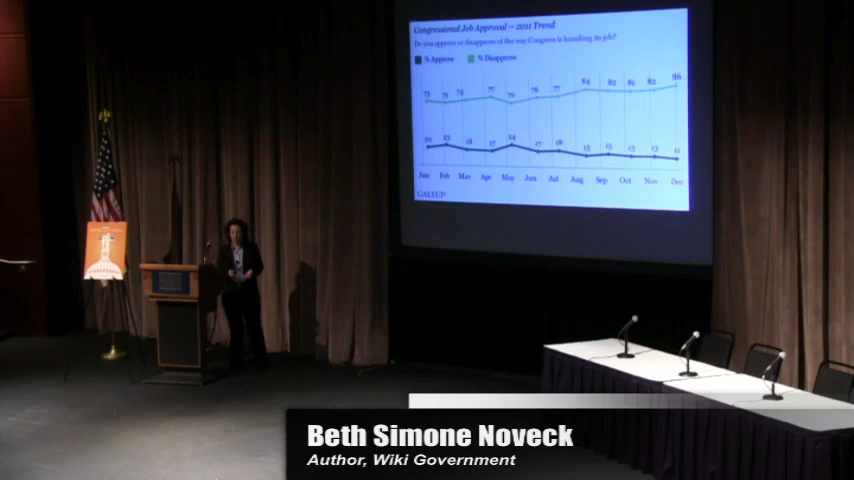 Congressional Job Approval — 2011 Trend
Do you approve or disapprove of the way Congress is handling its job?
% Approve % Disapprove
73 71 74 77 70 76 77 84 82 81 82 86
20 23 18 17 24 17 18 13 15 13 13 11
Jan Feb Mar Apr May Jun Jul Aug Sep Oct Nov Dec
GALLUP
Beth Simone Noveck
Author, Wiki Government